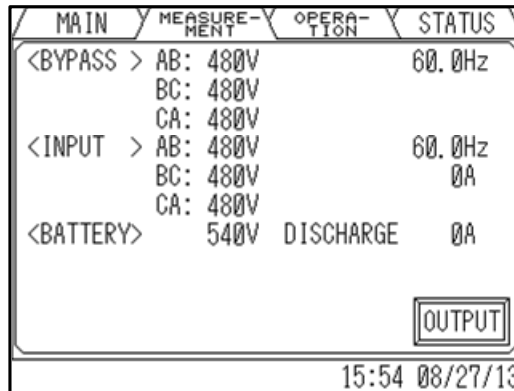 MAIN MEASURE-MENT OPERA-TION STATUS
<BYPASS > AB: 480V 60.0Hz
BC: 480V
CA: 480V
<INPUT > AB: 480V 60.0Hz
BC: 480V 0A
CA: 480V
<BATTERY> 540V DISCHARGE 0A
OUTPUT
15:54 08/27/13